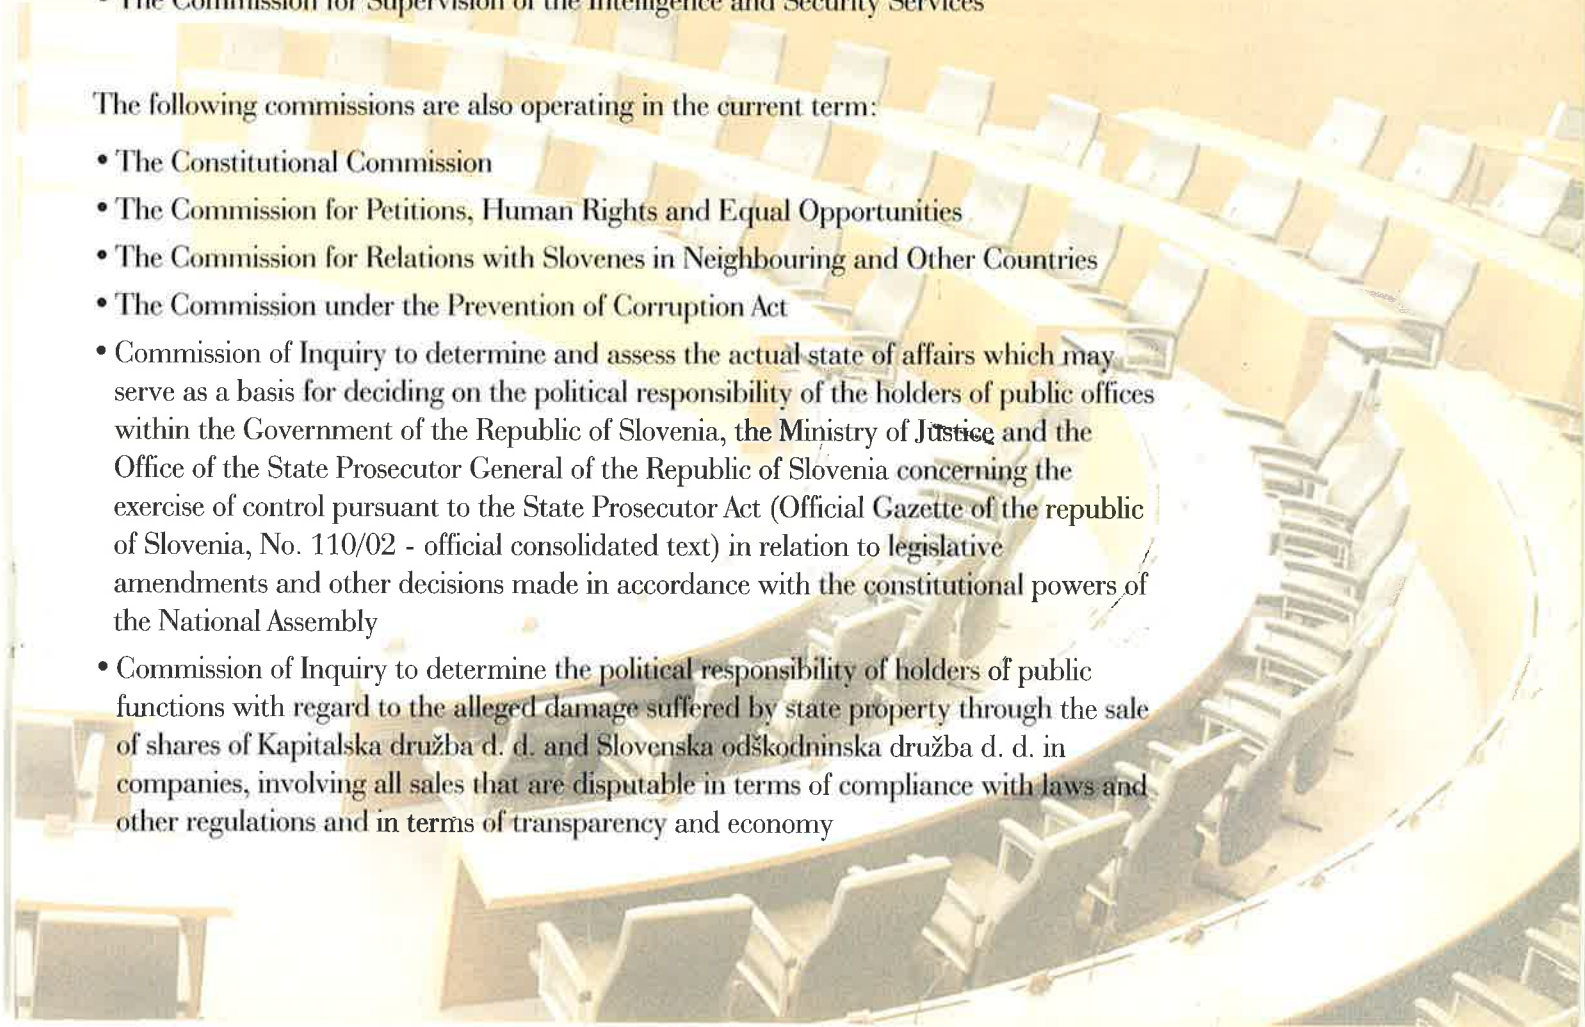 • The Commission for Supervision of the Intelligence and Security Services
The following commissions are also operating in the current term:
• The Constitutional Commission
• The Commission for Petitions, Human Rights and Equal Opportunities
• The Commission for Relations with Slovenes in Neighbouring and Other Countries
• The Commission under the Prevention of Corruption Act
• Commission of Inquiry to determine and assess the actual state of affairs which may
serve as a basis for deciding on the political responsibility of the holders of public offices
within the Government of the Republic of Slovenia, the Ministry of Justice and the
Office of the State Prosecutor General of the Republic of Slovenia concerning the
exercise of control pursuant to the State Prosecutor Act (Official Gazette of the republic
of Slovenia, No. 110/02 - official consolidated text) in relation to legislative
amendments and other decisions made in accordance with the constitutional powers of
the National Assembly
• Commission of Inquiry to determine the political responsibility of holders of public
functions with regard to the alleged damage suffered by state property through the sale
of shares of Kapitalska družba d. d. and Slovenska odškodninska družba d. d. in
companies, involving all sales that are disputable in terms of compliance with laws and
other regulations and in terms of transparency and economy